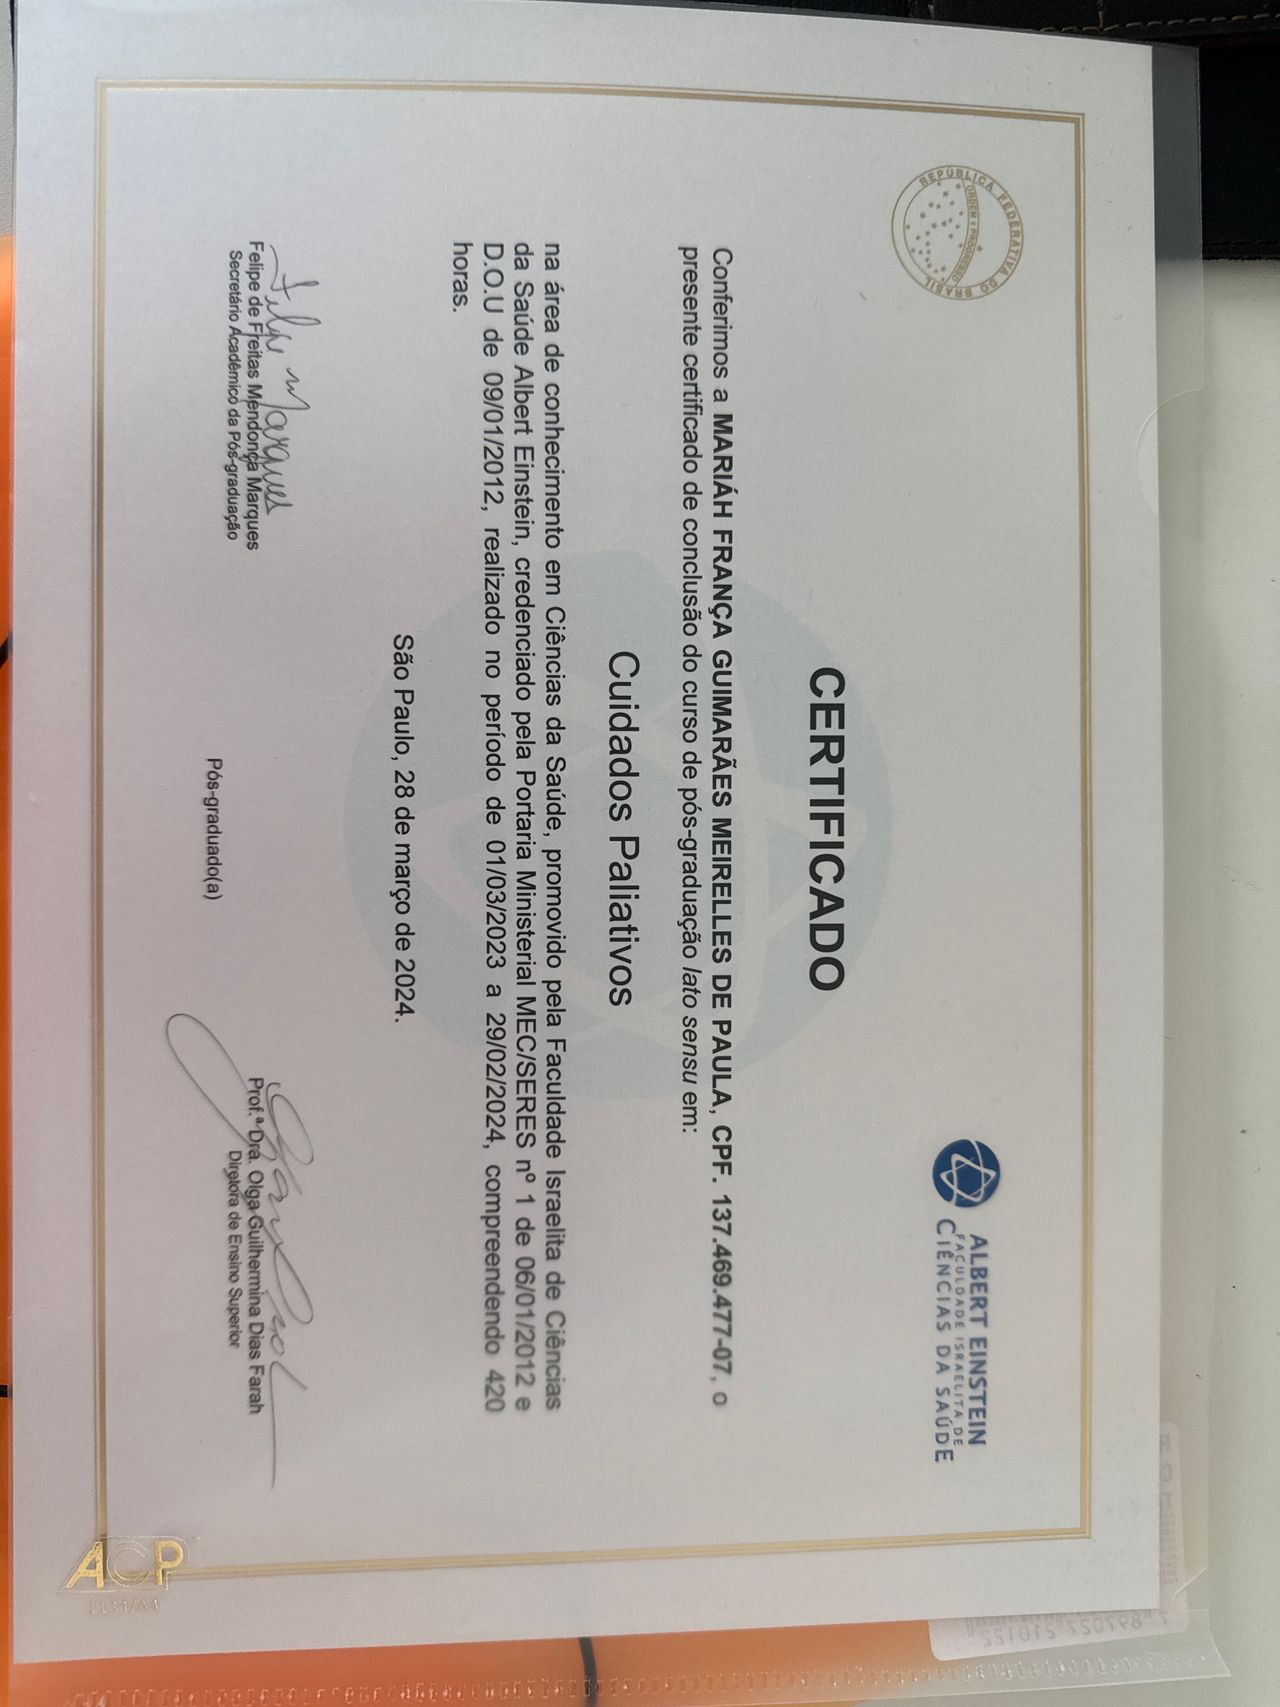 REPÚBLICA FEDERATIVA DO BRASIL
ORDEM E PROGRESSO
ALBERT EINSTEIN
FACULDADE ISRAELITA DE
CIÊNCIAS DA SAÚDE
CERTIFICADO
Conferimos a MARIÁH FRANÇA GUIMARÃES MEIRELLES DE PAULA, CPF. 137.469.477-07, o
presente certificado de conclusão do curso de pós-graduação lato sensu em:
Cuidados Paliativos
na área de conhecimento em Ciências da Saúde, promovido pela Faculdade Israelita de Ciências
da Saúde Albert Einstein, credenciado pela Portaria Ministerial MEC/SERES nº 1 de 06/01/2012 e
D.O.U de 09/01/2012, realizado no período de 01/03/2023 a 29/02/2024, compreendendo 420
horas.
São Paulo, 28 de março de 2024.
Felipe Marques
Felipe de Freitas Mendonça Marques
Secretário Acadêmico da Pós-graduação
Pós-graduado(a)
Prof.ª Dra. Olga Guilhermina Dias Farah
Diretora de Ensino Superior
ACP